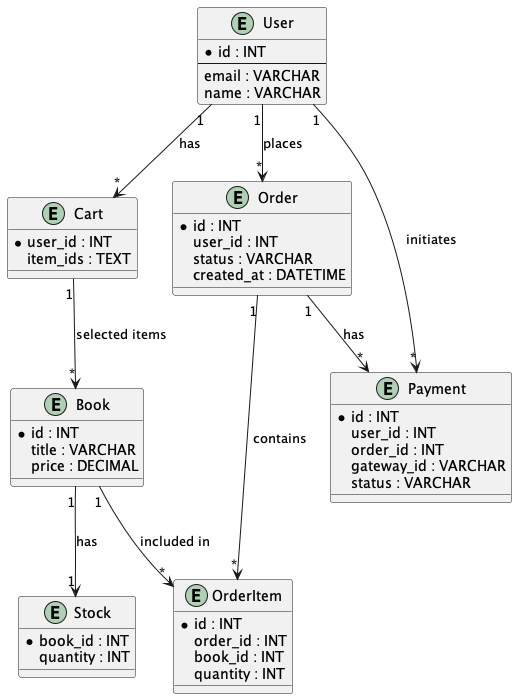 E User
* id : INT
email : VARCHAR
name : VARCHAR
1 1 1
has places
* *
E Cart
* user_id : INT
item_ids : TEXT
E Order
* id : INT
user_id : INT
status : VARCHAR
created_at : DATETIME
initiates
1 1 1
selected items has
* * *
E Book
* id : INT
title : VARCHAR
price : DECIMAL
E Payment
* id : INT
user_id : INT
order_id : INT
gateway_id : VARCHAR
status : VARCHAR
contains
1 1
has included in
1 * *
E Stock
* book_id : INT
quantity : INT
E OrderItem
* id : INT
order_id : INT
book_id : INT
quantity : INT